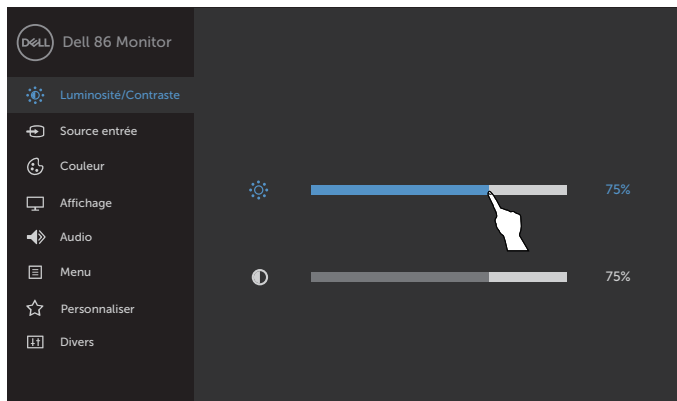 DELL
Dell 86 Monitor
Luminosité/Contraste
Source entrée
Couleur
Affichage
Audio
Menu
Personnaliser
Divers
75%
75%